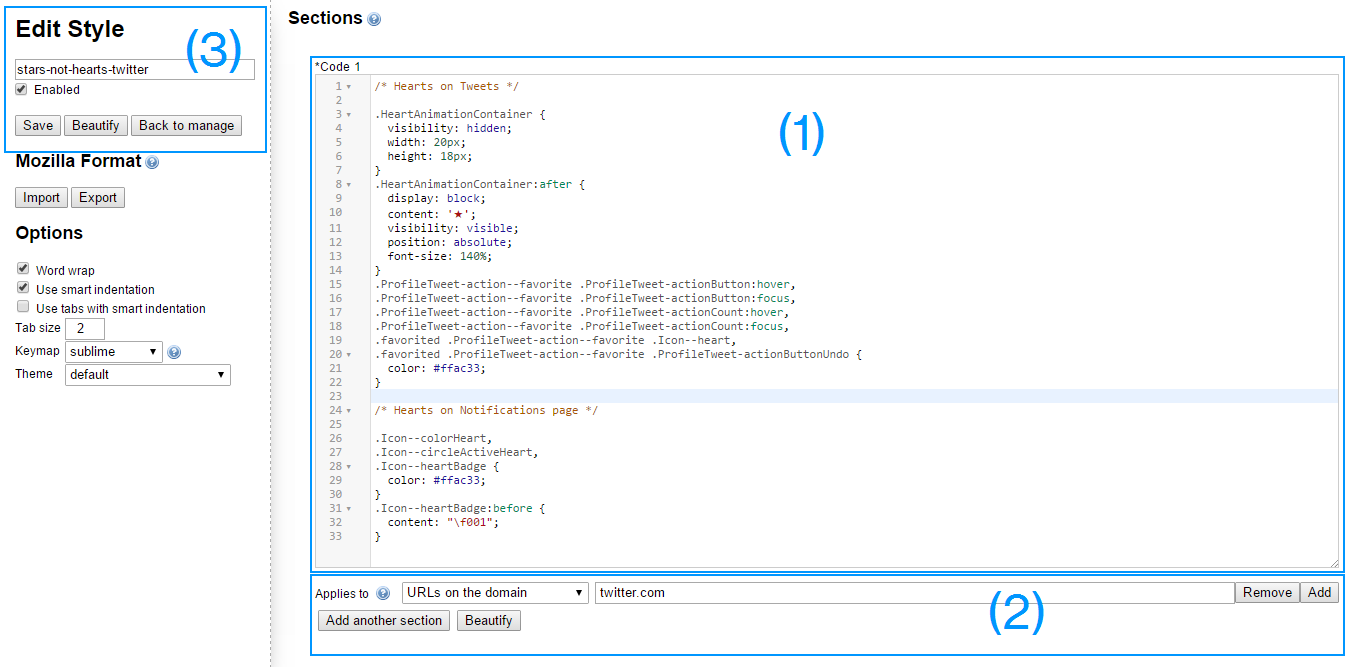 Edit Style
(3)
stars-not-hearts-twitter
Enabled
Save Beautify Back to manage
Mozilla Format
Import Export
Options
Word wrap
Use smart indentation
Use tabs with smart indentation
Tab size 2
Keymap sublime
Theme default
Sections
*Code 1
(1)
1 /* Hearts on Tweets */
2
3 .HeartAnimationContainer {
4 visibility: hidden;
5 width: 20px;
6 height: 18px;
7 }
8 .HeartAnimationContainer:after {
9 display: block;
10 content: '★';
11 visibility: visible;
12 position: absolute;
13 font-size: 140%;
14 }
15 .ProfileTweet-action--favorite .ProfileTweet-actionButton:hover,
16 .ProfileTweet-action--favorite .ProfileTweet-actionButton:focus,
17 .ProfileTweet-action--favorite .ProfileTweet-actionCount:hover,
18 .ProfileTweet-action--favorite .ProfileTweet-actionCount:focus,
19 .favorited .ProfileTweet-action--favorite .Icon--heart,
20 .favorited .ProfileTweet-action--favorite .ProfileTweet-actionButtonUndo {
21 color: #ffac33;
22 }
23
24 /* Hearts on Notifications page */
25
26 .Icon--colorHeart,
27 .Icon--circleActiveHeart,
28 .Icon--heartBadge {
29 color: #ffac33;
30 }
31 .Icon--heartBadge:before {
32 content: "\f001";
33 }
Applies to URLs on the domain twitter.com Remove Add
(2)
Add another section Beautify